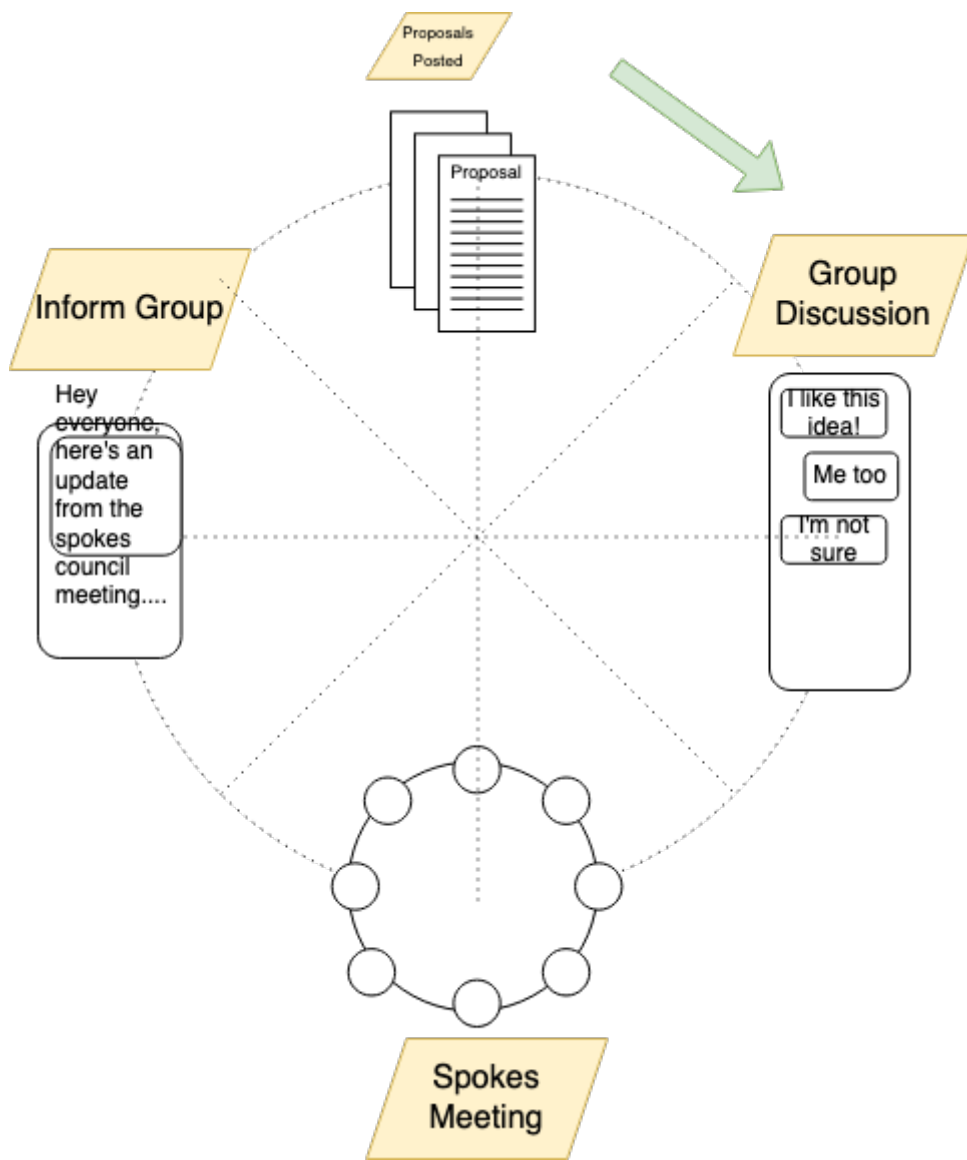 Proposals
Posted
Proposal
Inform Group
Group
Discussion
Hey
everyone,
here's an
update
from the
spokes
council
meeting....
I like this
idea!
Me too
I'm not
sure
Spokes
Meeting